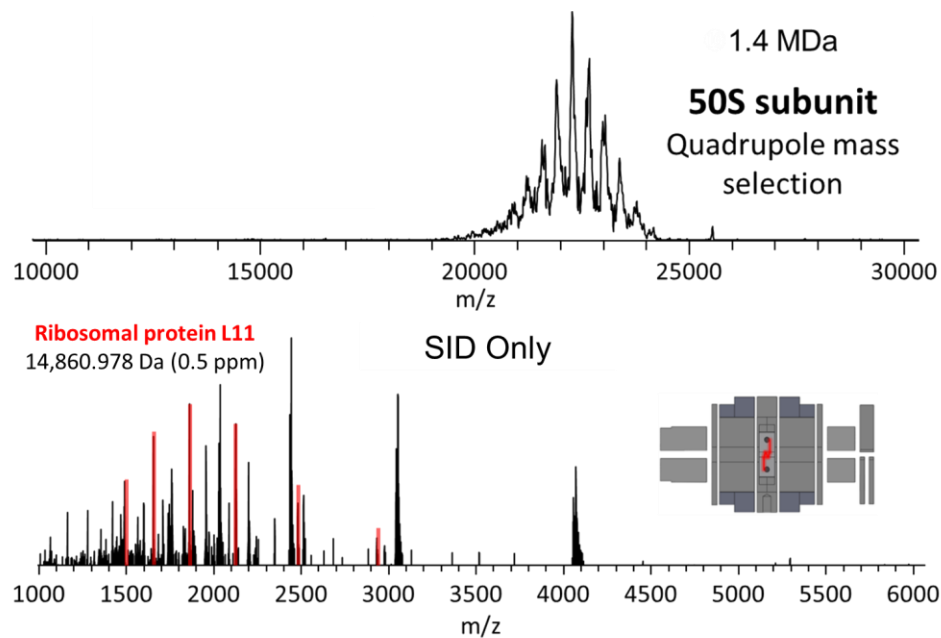 1.4 MDa
50S subunit
Quadrupole mass
selection
10000 15000 20000 25000 30000
m/z
Ribosomal protein L11
14,860.978 Da (0.5 ppm)
SID Only
1000 1500 2000 2500 3000 3500 4000 4500 5000 5500 6000
m/z